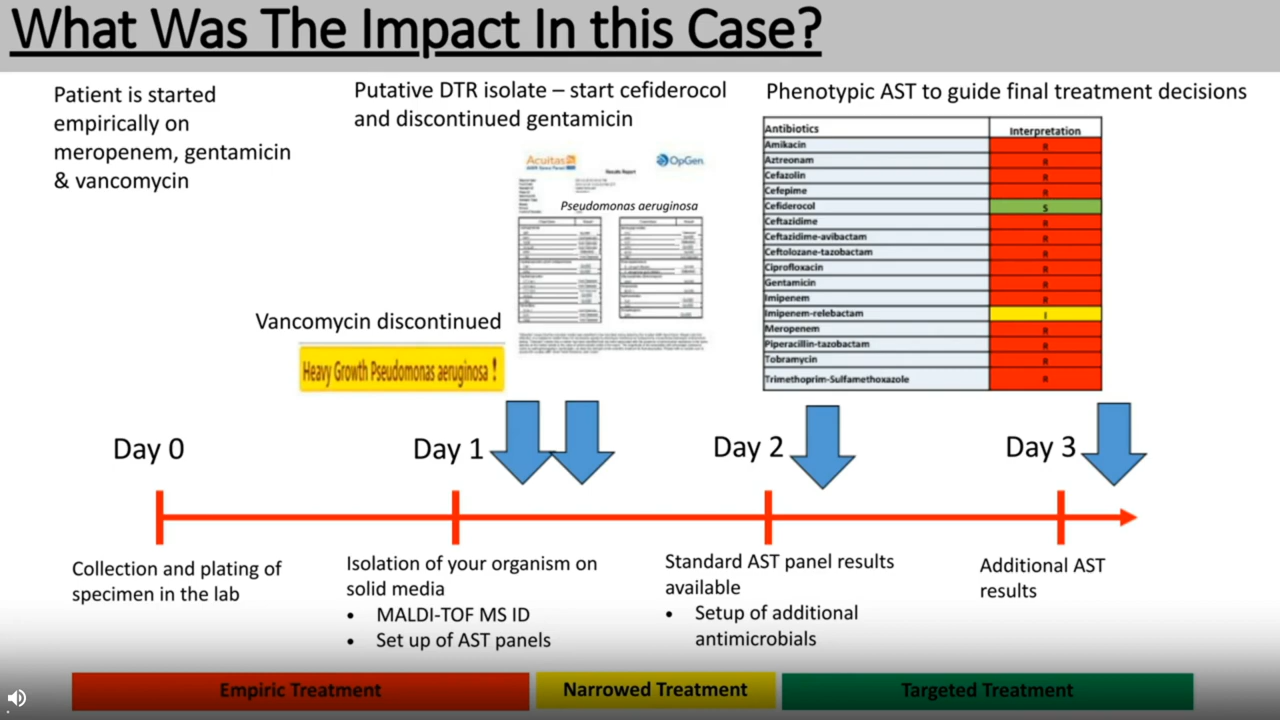 What Was The Impact In this Case?
Patient is started
empirically on
meropenem, gentamicin
& vancomycin
Putative DTR isolate – start cefiderocol
and discontinued gentamicin
Acuitas
OpGen
Results Report
Pseudomonas aeruginosa
Vancomycin discontinued
Heavy Growth Pseudomonas aeruginosa !
Phenotypic AST to guide final treatment decisions
Antibiotics Interpretation
Amikacin R
Aztreonam R
Cefazolin R
Cefepime R
Cefiderocol S
Ceftazidime R
Ceftazidime-avibactam R
Ceftolozane-tazobactam R
Ciprofloxacin R
Gentamicin R
Imipenem R
Imipenem-relebactam I
Meropenem R
Piperacillin-tazobactam R
Tobramycin R
Trimethoprim-Sulfamethoxazole R
Day 0
Day 1
Day 2
Day 3
Collection and plating of
specimen in the lab
Isolation of your organism on
solid media
• MALDI-TOF MS ID
• Set up of AST panels
Standard AST panel results
available
• Setup of additional
antimicrobials
Additional AST
results
Empiric Treatment
Narrowed Treatment
Targeted Treatment